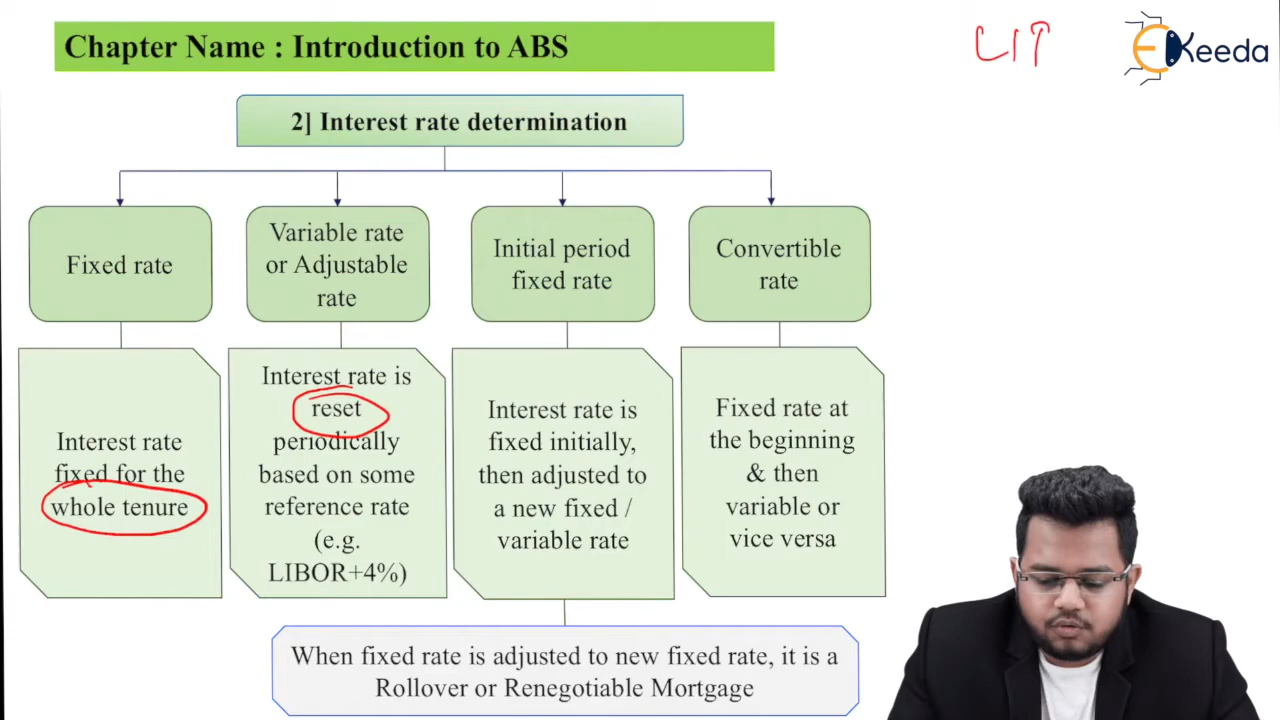 Chapter Name : Introduction to ABS
EKeeda
2] Interest rate determination
Fixed rate
Variable rate
or Adjustable
rate
Initial period
fixed rate
Convertible
rate
Interest rate
fixed for the
whole tenure
Interest rate is
reset
periodically
based on some
reference rate
(e.g.
LIBOR+4%)
Interest rate is
fixed initially,
then adjusted to
a new fixed /
variable rate
Fixed rate at
the beginning
& then
variable or
vice versa
When fixed rate is adjusted to new fixed rate, it is a
Rollover or Renegotiable Mortgage